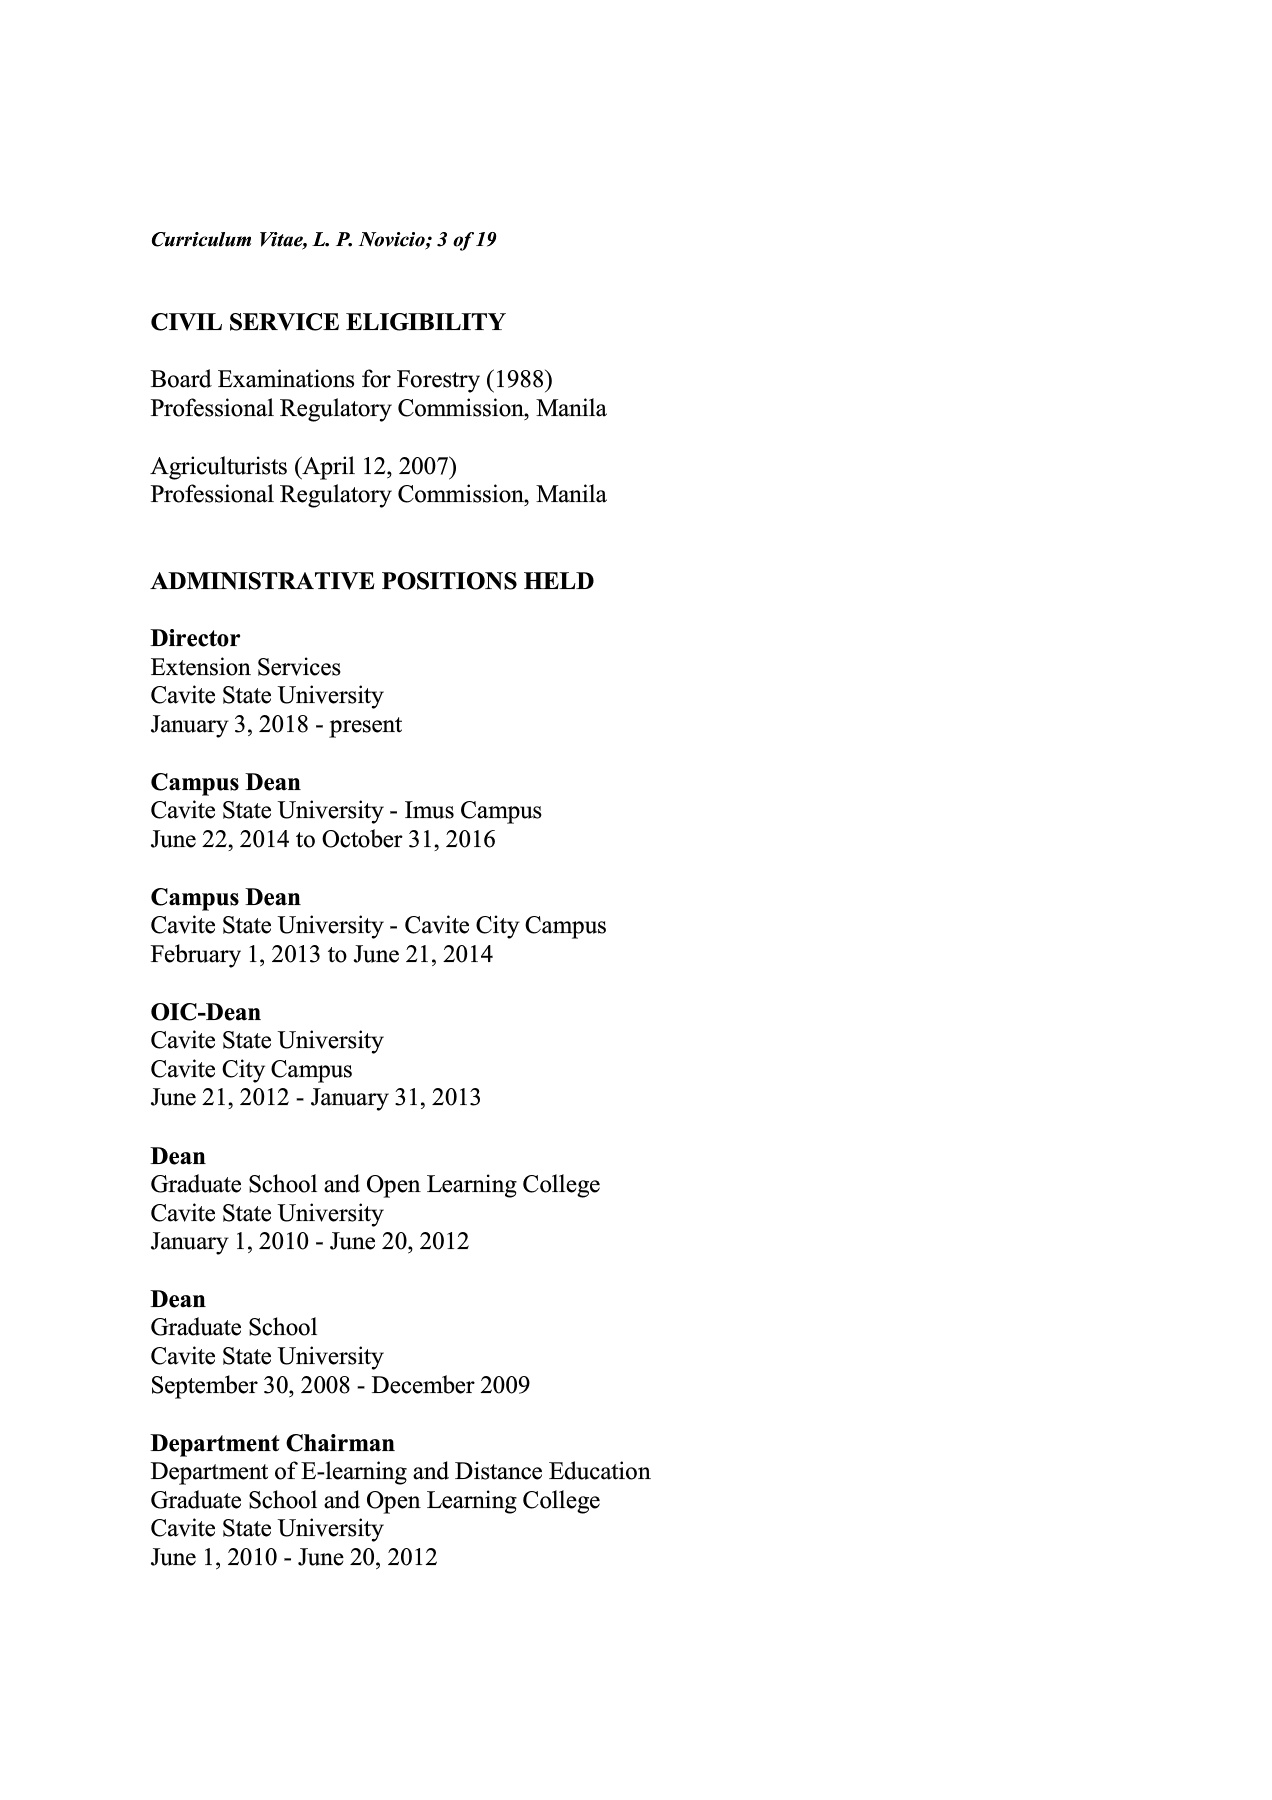 Curriculum Vitae, L. P. Novicio; 3 of 19
CIVIL SERVICE ELIGIBILITY
Board Examinations for Forestry (1988)
Professional Regulatory Commission, Manila
Agriculturists (April 12, 2007)
Professional Regulatory Commission, Manila
ADMINISTRATIVE POSITIONS HELD
Director
Extension Services
Cavite State University
January 3, 2018 - present
Campus Dean
Cavite State University - Imus Campus
June 22, 2014 to October 31, 2016
Campus Dean
Cavite State University - Cavite City Campus
February 1, 2013 to June 21, 2014
OIC-Dean
Cavite State University
Cavite City Campus
June 21, 2012 - January 31, 2013
Dean
Graduate School and Open Learning College
Cavite State University
January 1, 2010 - June 20, 2012
Dean
Graduate School
Cavite State University
September 30, 2008 - December 2009
Department Chairman
Department of E-learning and Distance Education
Graduate School and Open Learning College
Cavite State University
June 1, 2010 - June 20, 2012